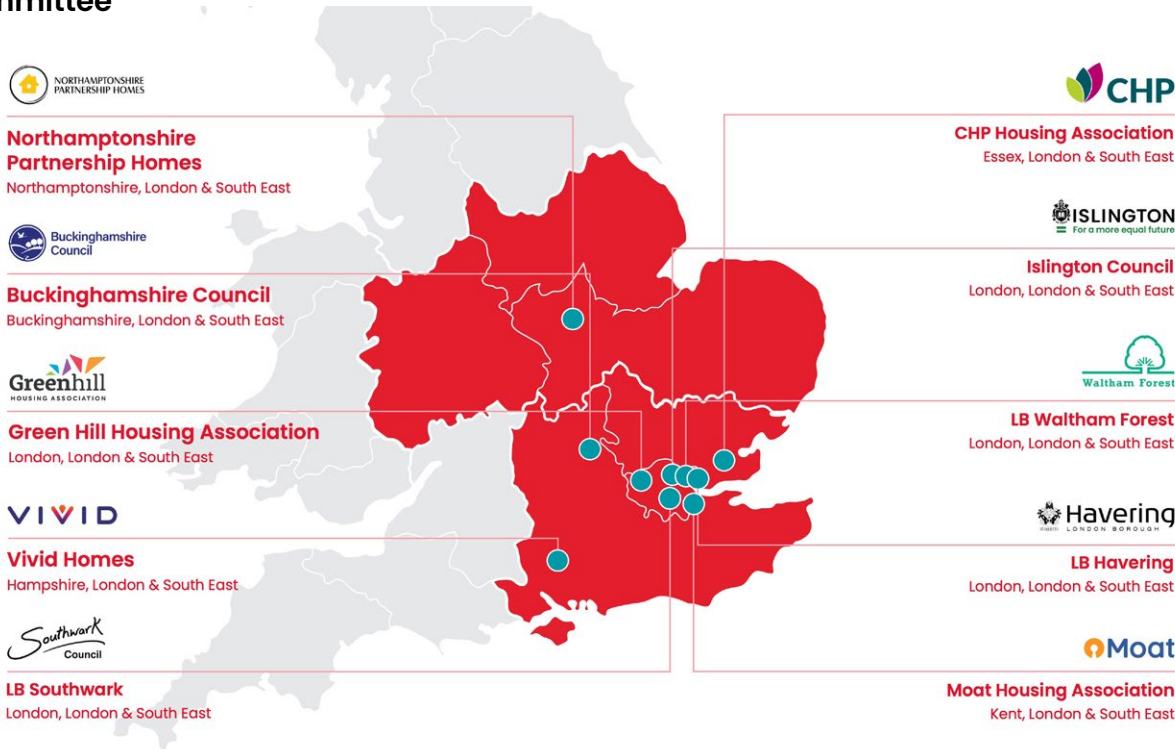 NORTHAMPTONSHIRE
PARTNERSHIP HOMES
Northamptonshire
Partnership Homes
Northamptonshire, London & South East
Buckinghamshire
Council
Buckinghamshire Council
Buckinghamshire, London & South East
Greenhill
HOUSING ASSOCIATION
Green Hill Housing Association
London, London & South East
VIVID
Vivid Homes
Hampshire, London & South East
Southwark
Council
LB Southwark
London, London & South East
CHP
CHP Housing Association
Essex, London & South East
ISLINGTON
For a more equal future
Islington Council
London, London & South East
Waltham Forest
LB Waltham Forest
London, London & South East
Havering
LONDON BOROUGH
LB Havering
London, London & South East
Moat
Moat Housing Association
Kent, London & South East